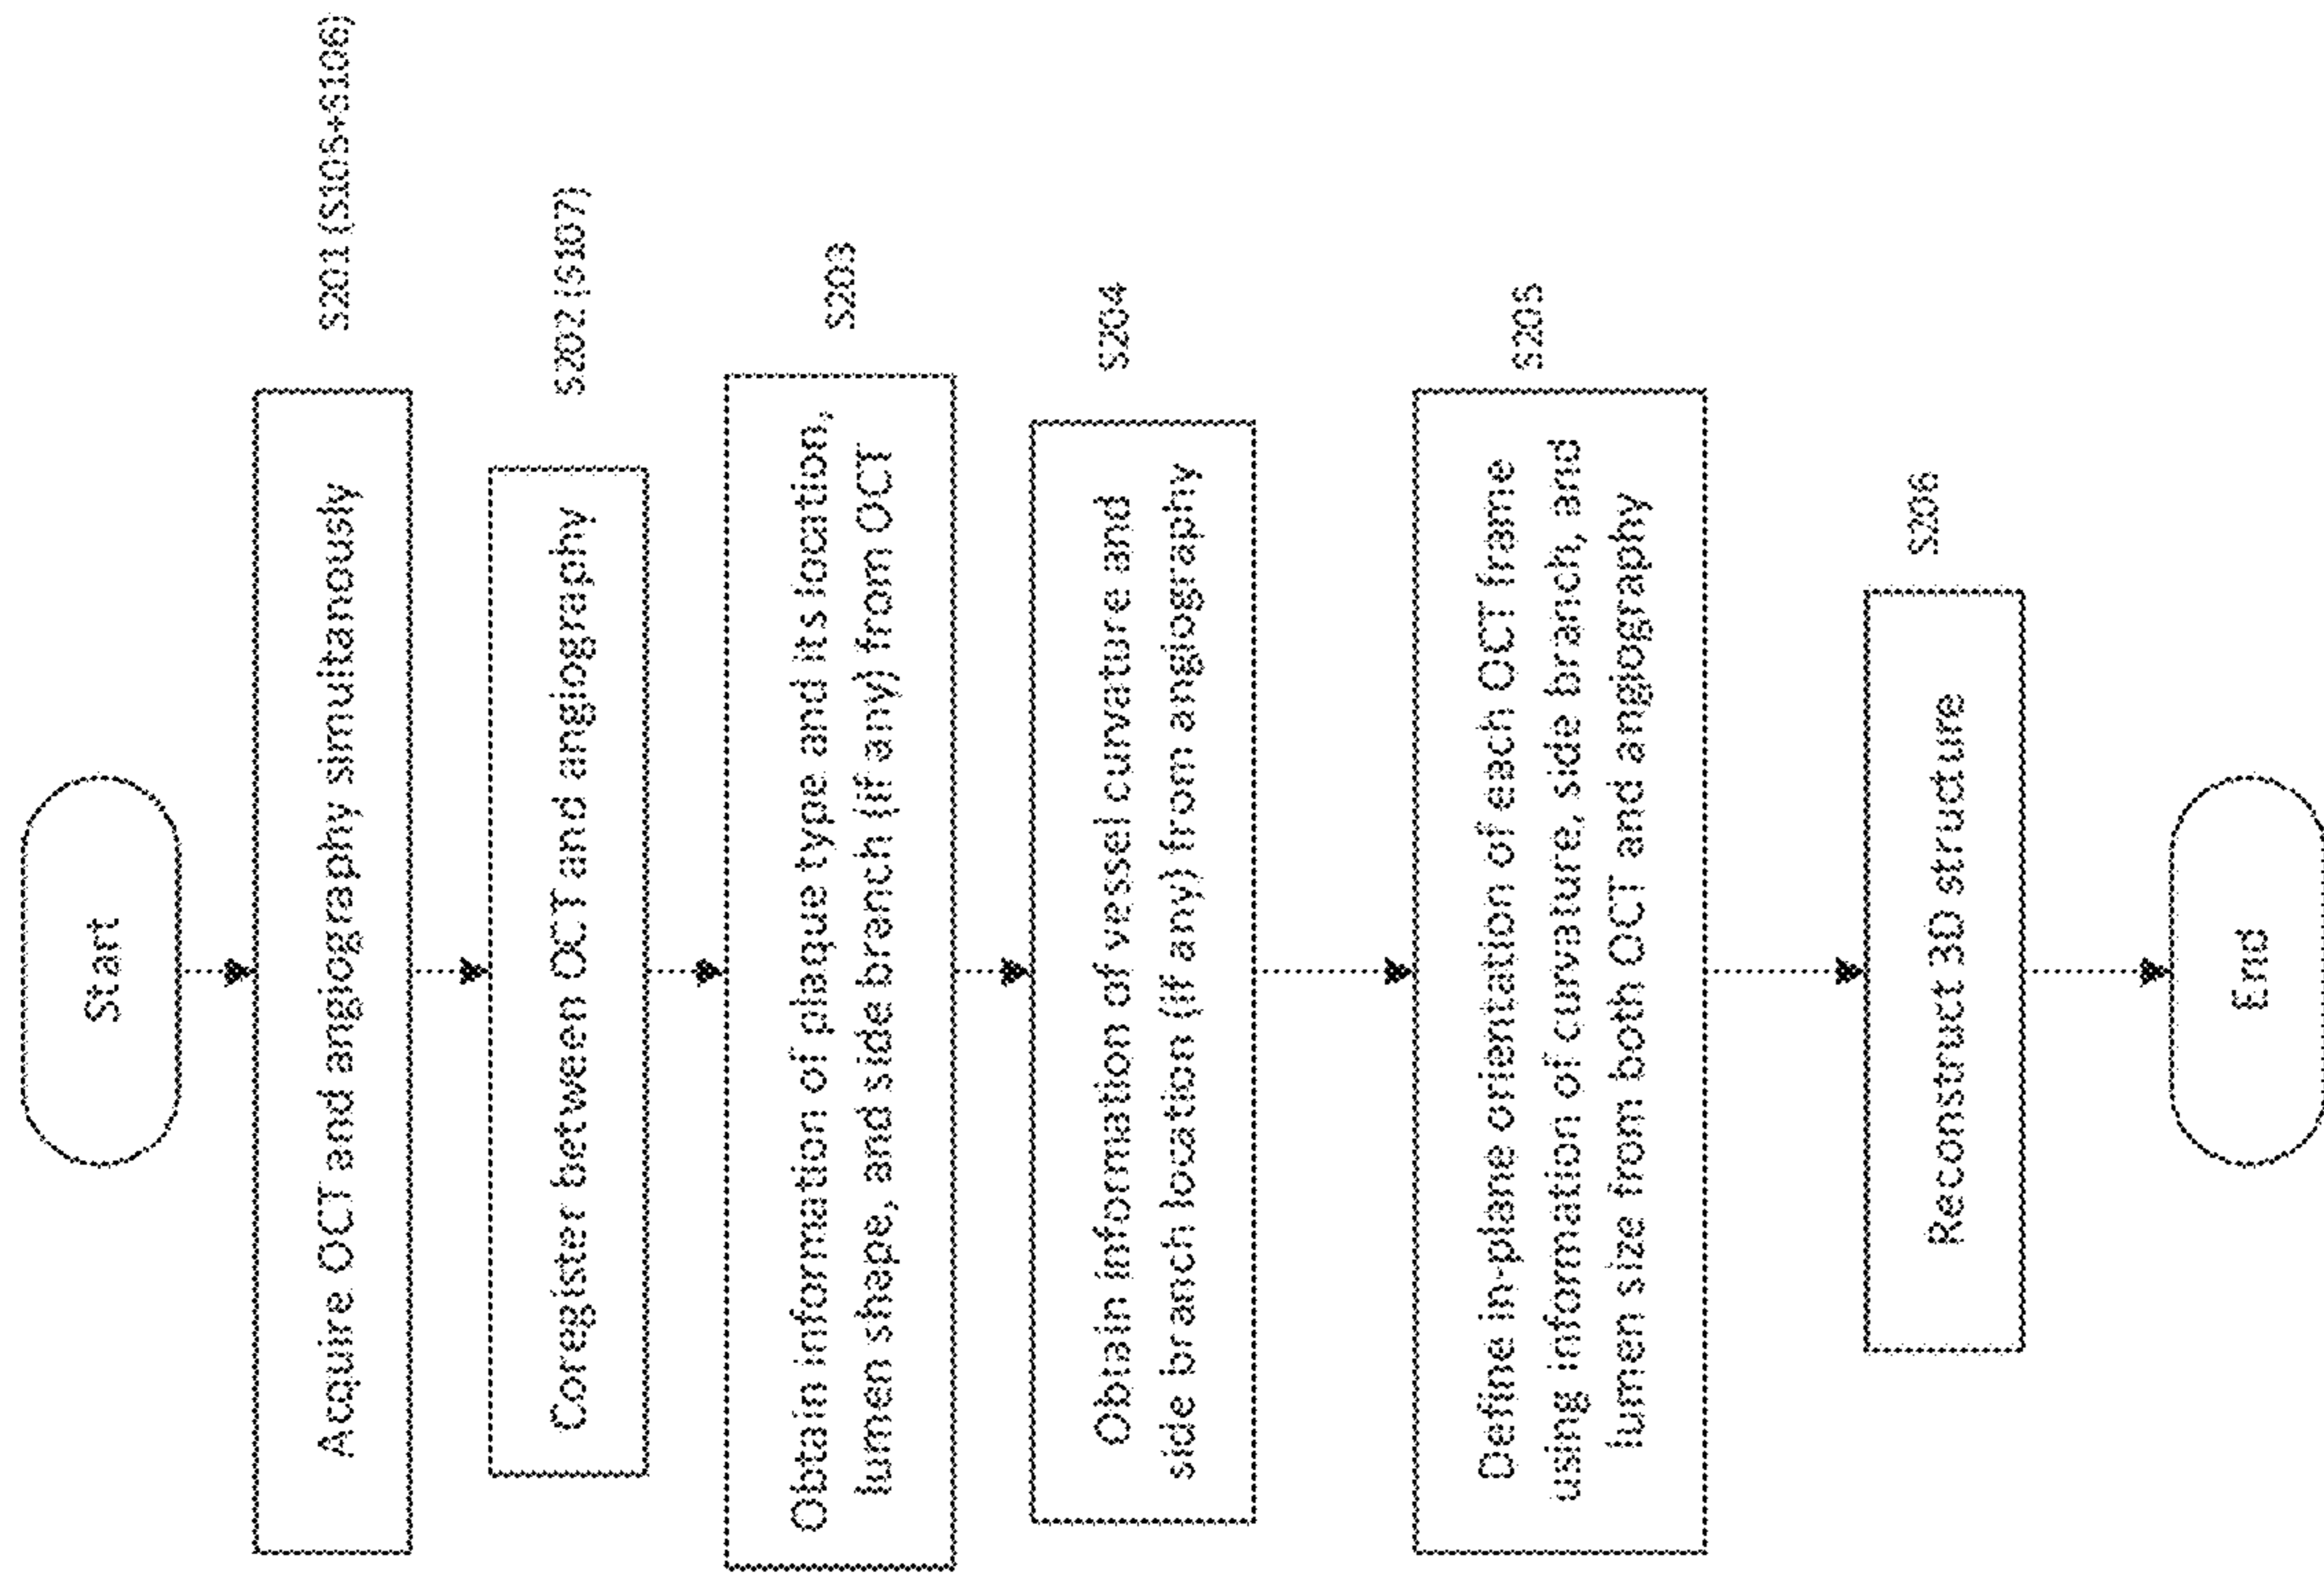 Start
Acquire OCT and angiography simultanously
S201 (S105+S106)
Coregister between OCT and angiography
S202 (S107)
Obtain information of plaque type and its location,
lumen shape, and side branch (if any) from OCT
S203
Obtain information of vessel curvature and
side branch location (if any) from angiography
S204
Define in-plane orientation of each OCT frame
using information of curvature, side branch, and
lumen size from both OCT and angiography
S205
Reconstruct 3D structure
S206
End